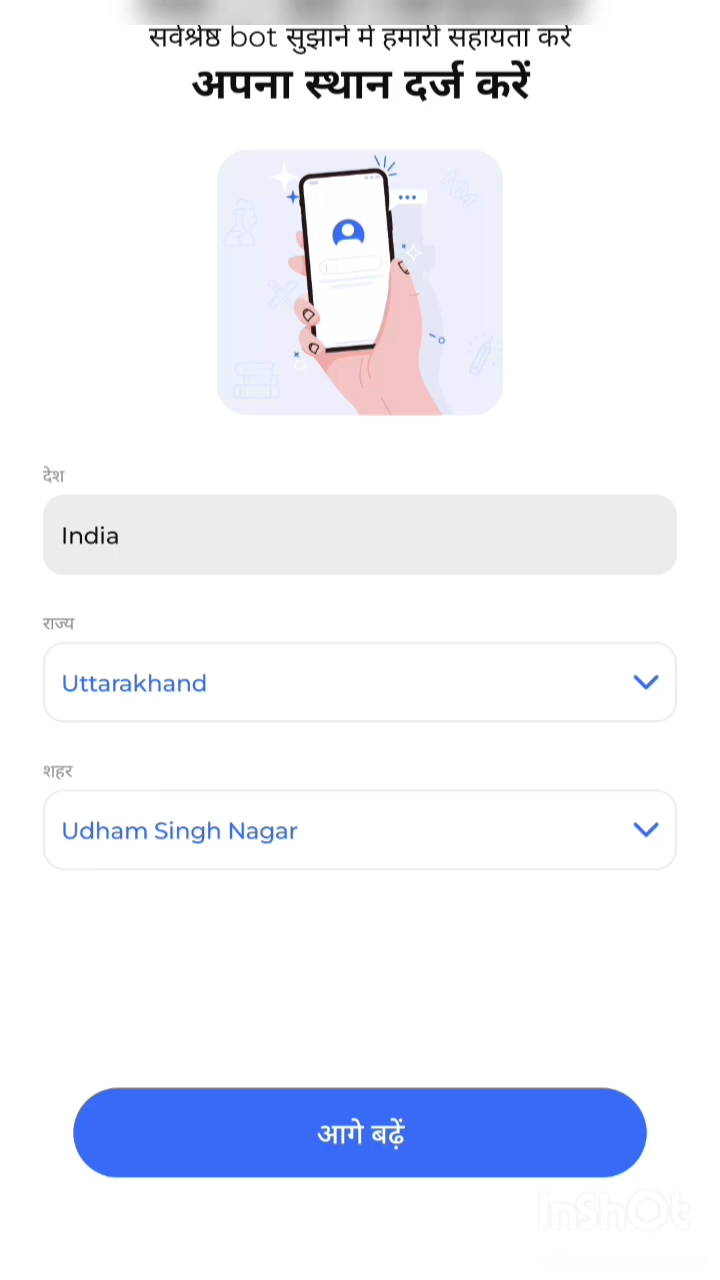 सर्वश्रेष्ठ bot सुझाने में हमारी सहायता करें
अपना स्थान दर्ज करें
देश
India
राज्य
Uttarakhand
शहर
Udham Singh Nagar
आगे बढ़ें
InShOt